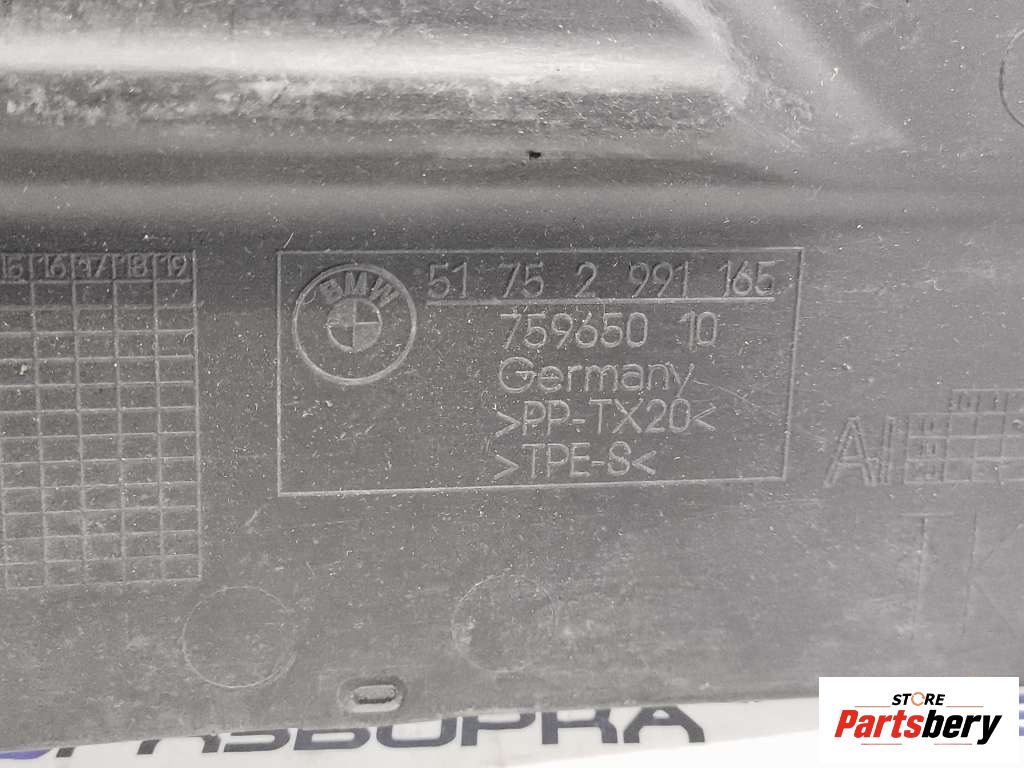 15 16 17 18 19
BMW
51 75 2 991 165
759650 10
Germany
>PP-TX20<
>TPE-S<
AI
STORE
Partsbery